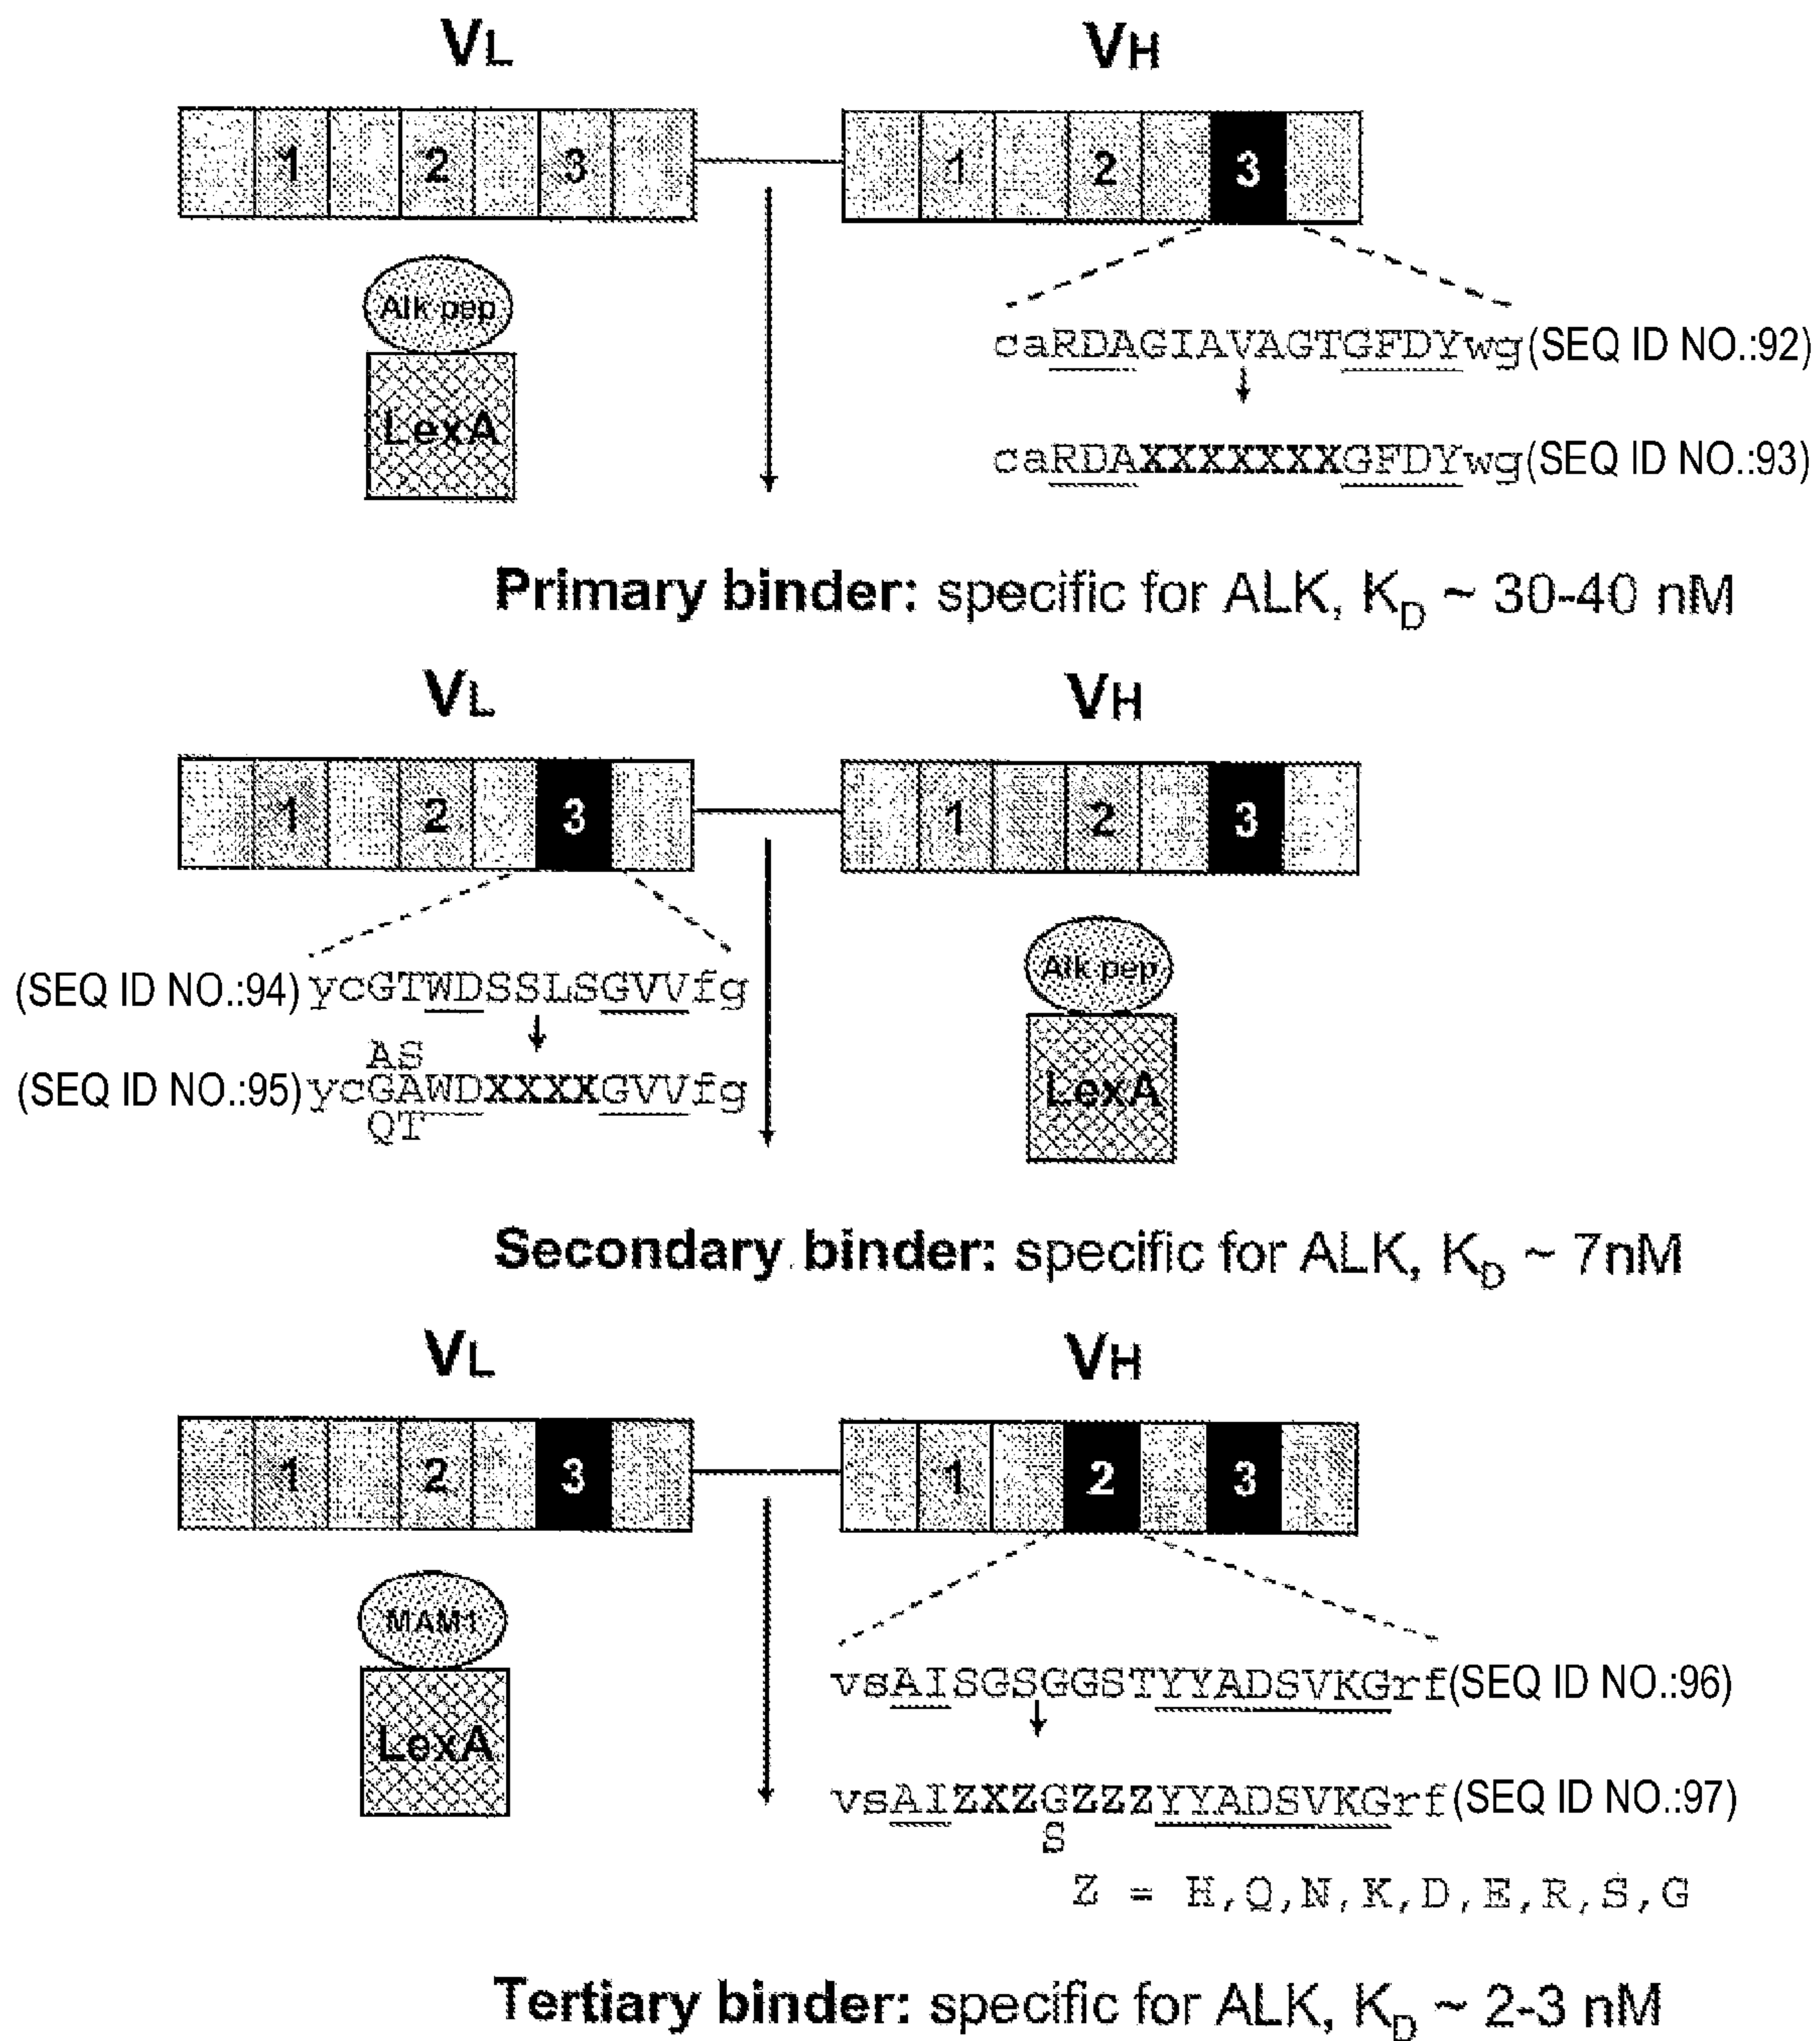 VL VH
1 2 3 1 2 3
Alk pep
LexA
caRDAGIAVAGTGFDYwg(SEQ ID NO.:92)
caRDAXXXXXXXGFDYwg(SEQ ID NO.:93)
Primary binder: specific for ALK, KD ~ 30-40 nM
VL VH
1 2 3 1 2 3
(SEQ ID NO.:94)ycGTWDSSLSGVVfg
AS
(SEQ ID NO.:95)ycGAWDXXXXGVVfg
QT
Alk pep
LexA
Secondary binder: specific for ALK, KD ~ 7nM
VL VH
1 2 3 1 2 3
MAM1
LexA
vsAISGSGGSTYYADSVKGrf(SEQ ID NO.:96)
vsAIZXZGZZZYYADSVKGrf(SEQ ID NO.:97)
S
Z = H,Q,N,K,D,E,R,S,G
Tertiary binder: specific for ALK, KD ~ 2-3 nM